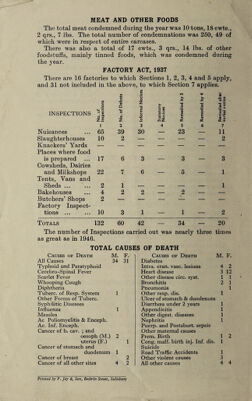 MEAT AND OTHER FOODS
The total meat condemned during the year was 10 tons, 18 cwts.,
2 qrs., 7 lbs. The total number of condemnations was 250, 49 of
which were in respect of entire carcases.
There was also a total of 17 cwts., 3 qrs., 14 lbs. of other
foodstuffs, mainly tinned foods, which was condemned during
the year.
FACTORY ACT, 1937
There are 16 factories to which Sections 1, 2, 3, 4 and 5 apply,
and 31 not included in the above, to which Section 7 applies.
INSPECTIONS
Nuisances ... 65 39 30 — 23 — 11
Slaughterhouses 10 2 — — — — 2
Knackers' Yards — — — — — — —
Places where food
is prepared ... 17 6 3 — 3 — 3
Cowsheds, Dairies
and Milkshops 22 7 6 — 5 — 1
Tents, Vans and
Sheds ... ... 2 1 — — — — 1
Bakehouses ... 4 2 2 — 2 — —
Butchers' Shops 2 — — — — — —
Factory Inspect-
tions ... ... 10 3 1 — 1 — 2
TOTALS 132 60 42 — 34 — 20
The number of Inspections carried out was nearly three times
as great as in 1946.
TOTAL CAUSES OF DEATH
CAUSE OF DEATH M. F.
All Causes 34 31
Typhoid and Paratyphoid
Cerebro-Spinal Fever
Scarlet Fever
Whooping Cough
Diphtheria
Tuberc. of Resp. System 1
Other Forms of Tuberc.
Syphilitic Diseases
Influenza 1
Measles
Ac. Poliomyelitis & Enceph.
Ac. Inf. Enceph.
Cancer of b. cav. ; and
oesophagus (M.) 2
uterus (F.) 1
Cancer of stomach and
duodenum 1
Cancer of breast 2
Cancer of all other sites 4 2
CAUSE OF DEATH M. F.
Diabetes
Intra. cran. vasc. lesions 4 2
Heart disease 3 12
Other disease circ. syst. 1 1
Bronchitis 2 1
Pneumonia 1
Other resp. dis. 1
Ulcer of stomach & duodenum
Diarrhœa under 2 years
Appendicitis 1
Other digest. diseases 1
Nephritis 1
Puerp. and Postabort. sepsis
Other maternal causes
Prem. Birth 1 2
Cong. malf. birth inj. Inf. dis. 1
Suicide 1
Road Traffic Accidents 1
Other violent causes 3
All other causes 4 4
Printed by F. Jay & Son, Bedwin Street, Salisbury